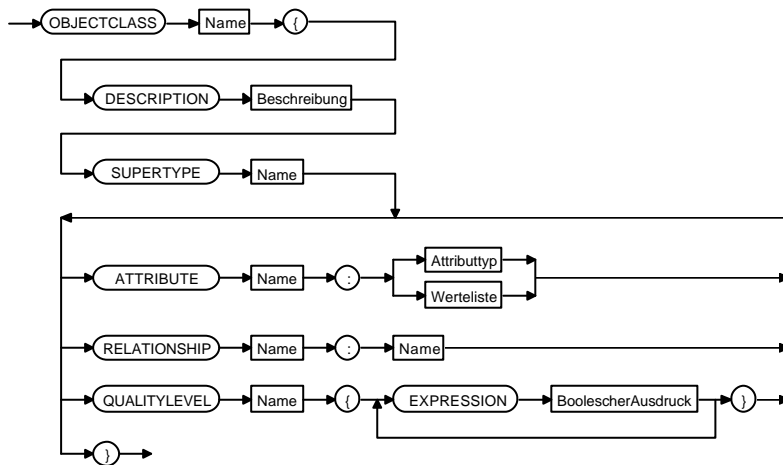 OBJECTCLASS Name {
DESCRIPTION Beschreibung
SUPERTYPE Name
ATTRIBUTE Name : Attributtyp
Werteliste
RELATIONSHIP Name : Name
QUALITYLEVEL Name { EXPRESSION BoolescherAusdruck }
}